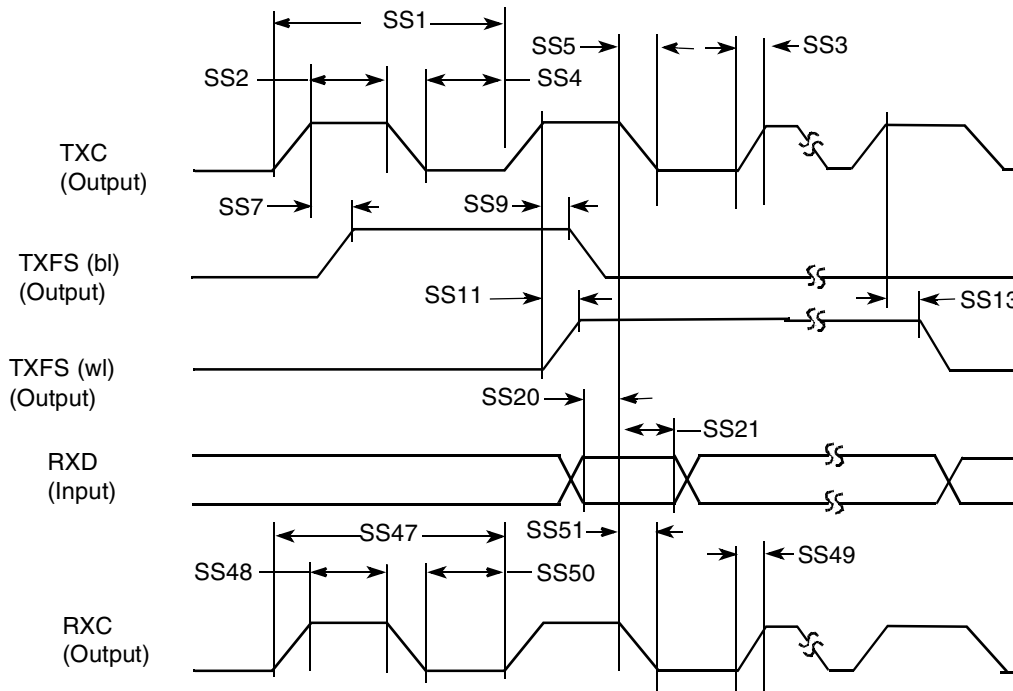 SS1
SS5
SS3
SS2
SS4
TXC
(Output)
SS7
SS9
TXFS (bl)
(Output)
SS11
SS13
TXFS (wl)
(Output)
SS20
SS21
RXD
(Input)
SS47
SS51
SS49
SS48
SS50
RXC
(Output)